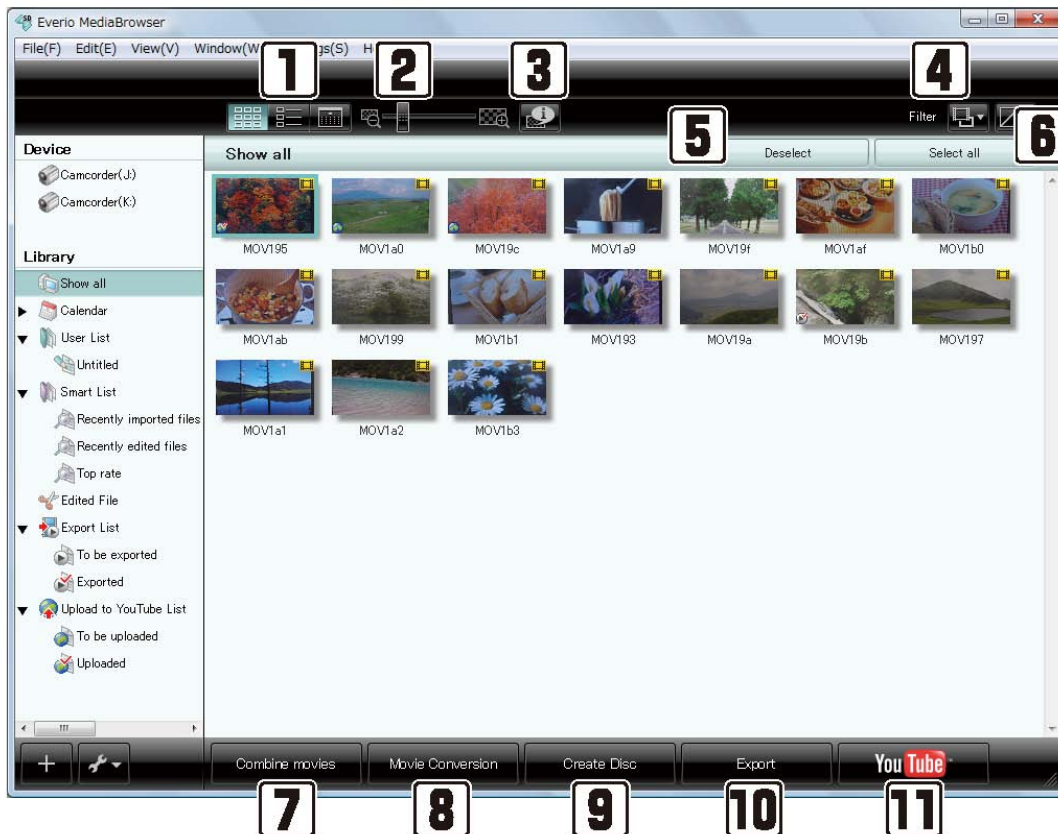 Everio MediaBrowser
File(F) Edit(E) View(V) Window(W gs(S) H
1 2 3 4
Filter
5 6
Device
Camcorder(J:)
Camcorder(K:)
Library
Show all
Calendar
User List
Untitled
Smart List
Recently imported files
Recently edited files
Top rate
Edited File
Export List
To be exported
Exported
Upload to YouTube List
To be uploaded
Uploaded
Show all Deselect Select all
MOV195 MOV1a0 MOV19c MOV1a9 MOV19f MOV1af MOV1b0
MOV1ab MOV199 MOV1b1 MOV193 MOV19a MOV19b MOV197
MOV1a1 MOV1a2 MOV1b3
Combine movies Movie Conversion Create Disc Export YouTube
7 8 9 10 11